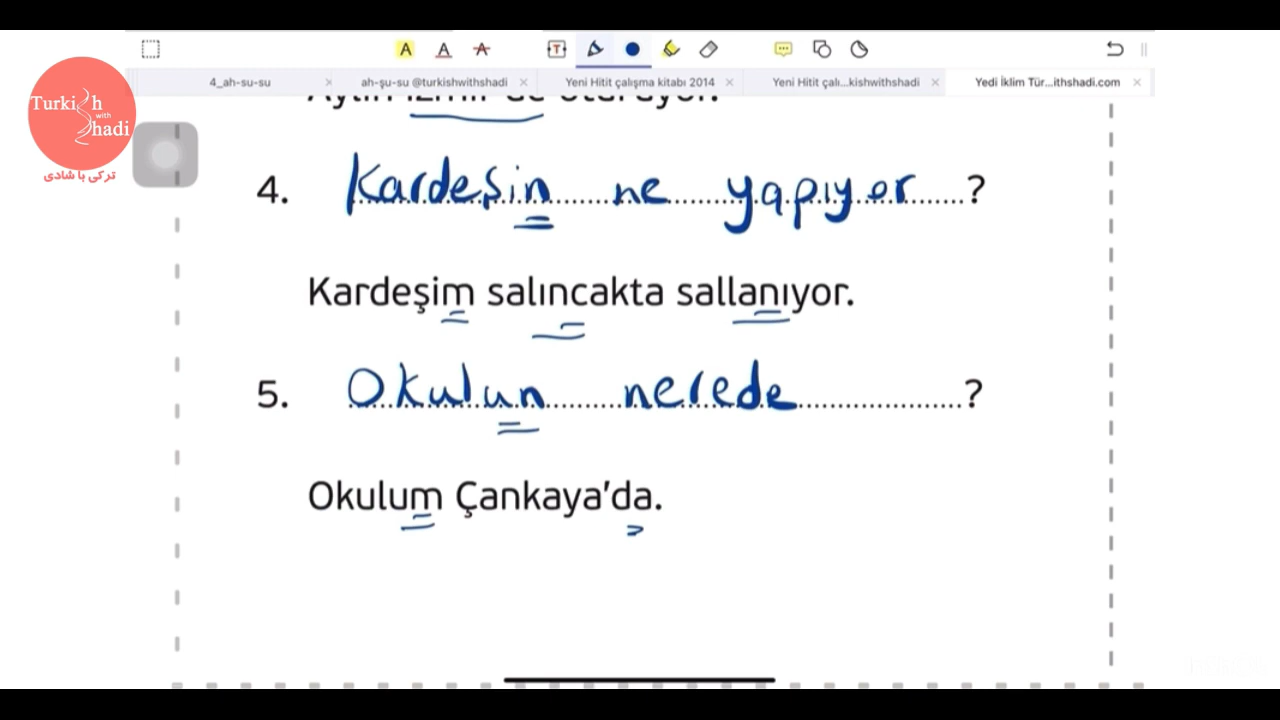 4_ah-su-su
ah-şu-su @turkishwithshadi
Yeni Hitit çalışma kitabı 2014
Yeni Hitit çalı...kishwithshadi
Yedi İklim Tür...ithshadi.com
Turkish
with
Shadi
ترکی با شادی
4. Kardeşin ne yapıyor ?
Kardeşim salıncakta sallanıyor.
5. Okulun nerede ?
Okulum Çankaya'da.